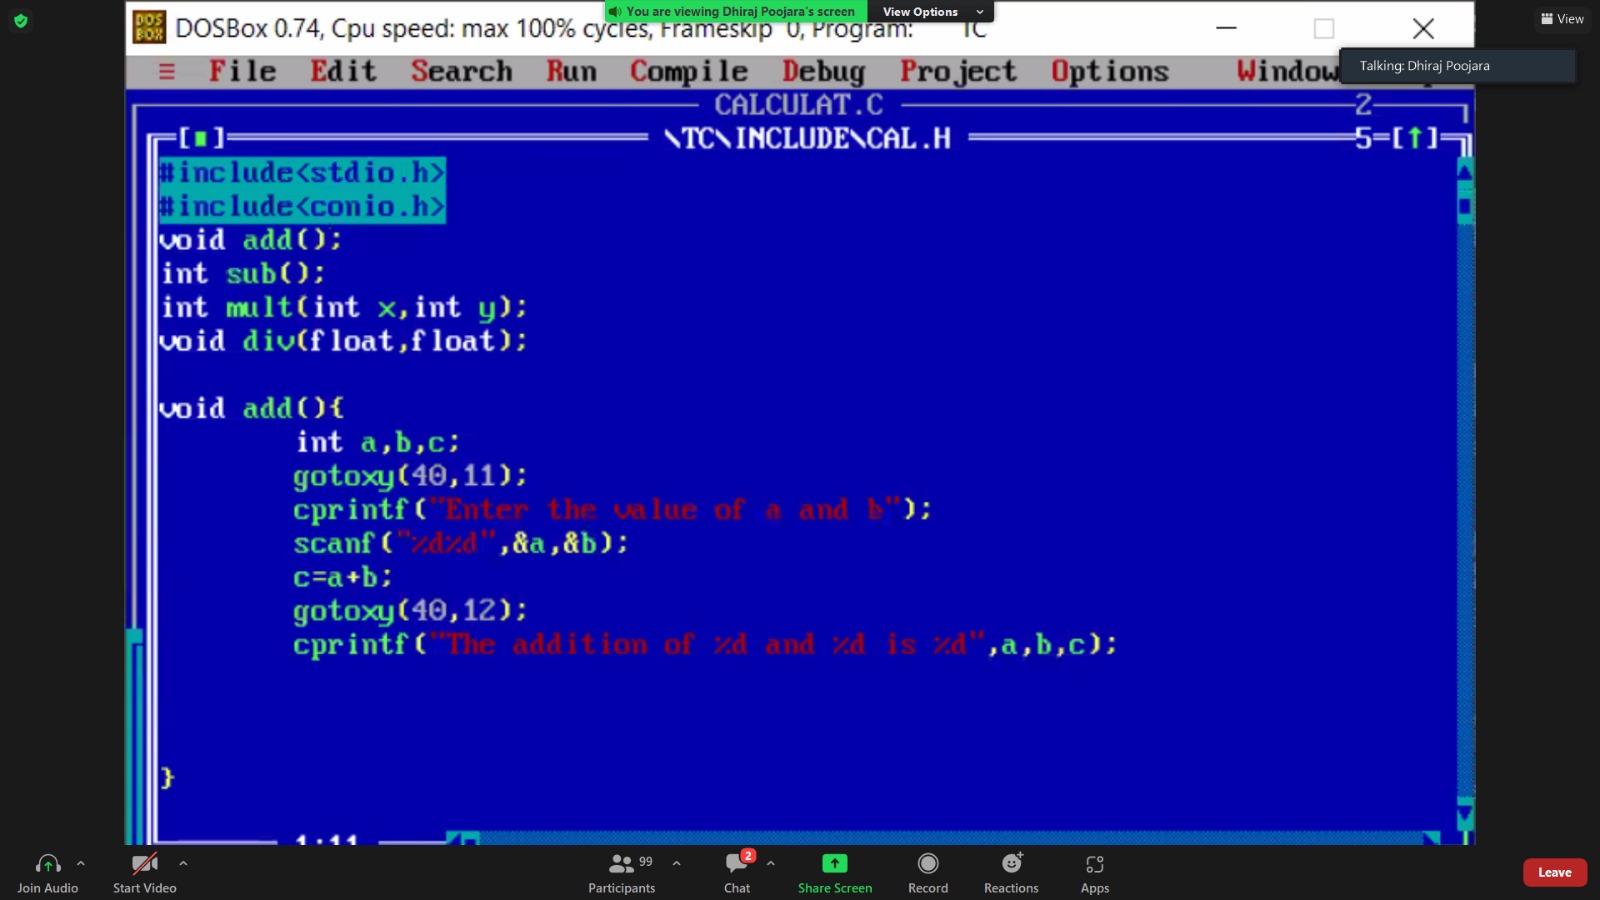 You are viewing Dhiraj Poojara's screen View Options
View
DOSBox 0.74, Cpu speed: max 100% cycles, Frameskip 0, Program: TC
Talking: Dhiraj Poojara
≡ File Edit Search Run Compile Debug Project Options Window
CALCULAT.C 2
[■] \TC\INCLUDE\CAL.H 5=[↑]
#include<stdio.h>
#include<conio.h>
void add();
int sub();
int mult(int x,int y);
void div(float,float);
void add(){
int a,b,c;
gotoxy(40,11);
cprintf("Enter the value of a and b");
scanf("%d%d",&a,&b);
c=a+b;
gotoxy(40,12);
cprintf("The addition of %d and %d is %d",a,b,c);
}
1:11
Join Audio Start Video Participants 99 Chat 2 Share Screen Record Reactions Apps Leave